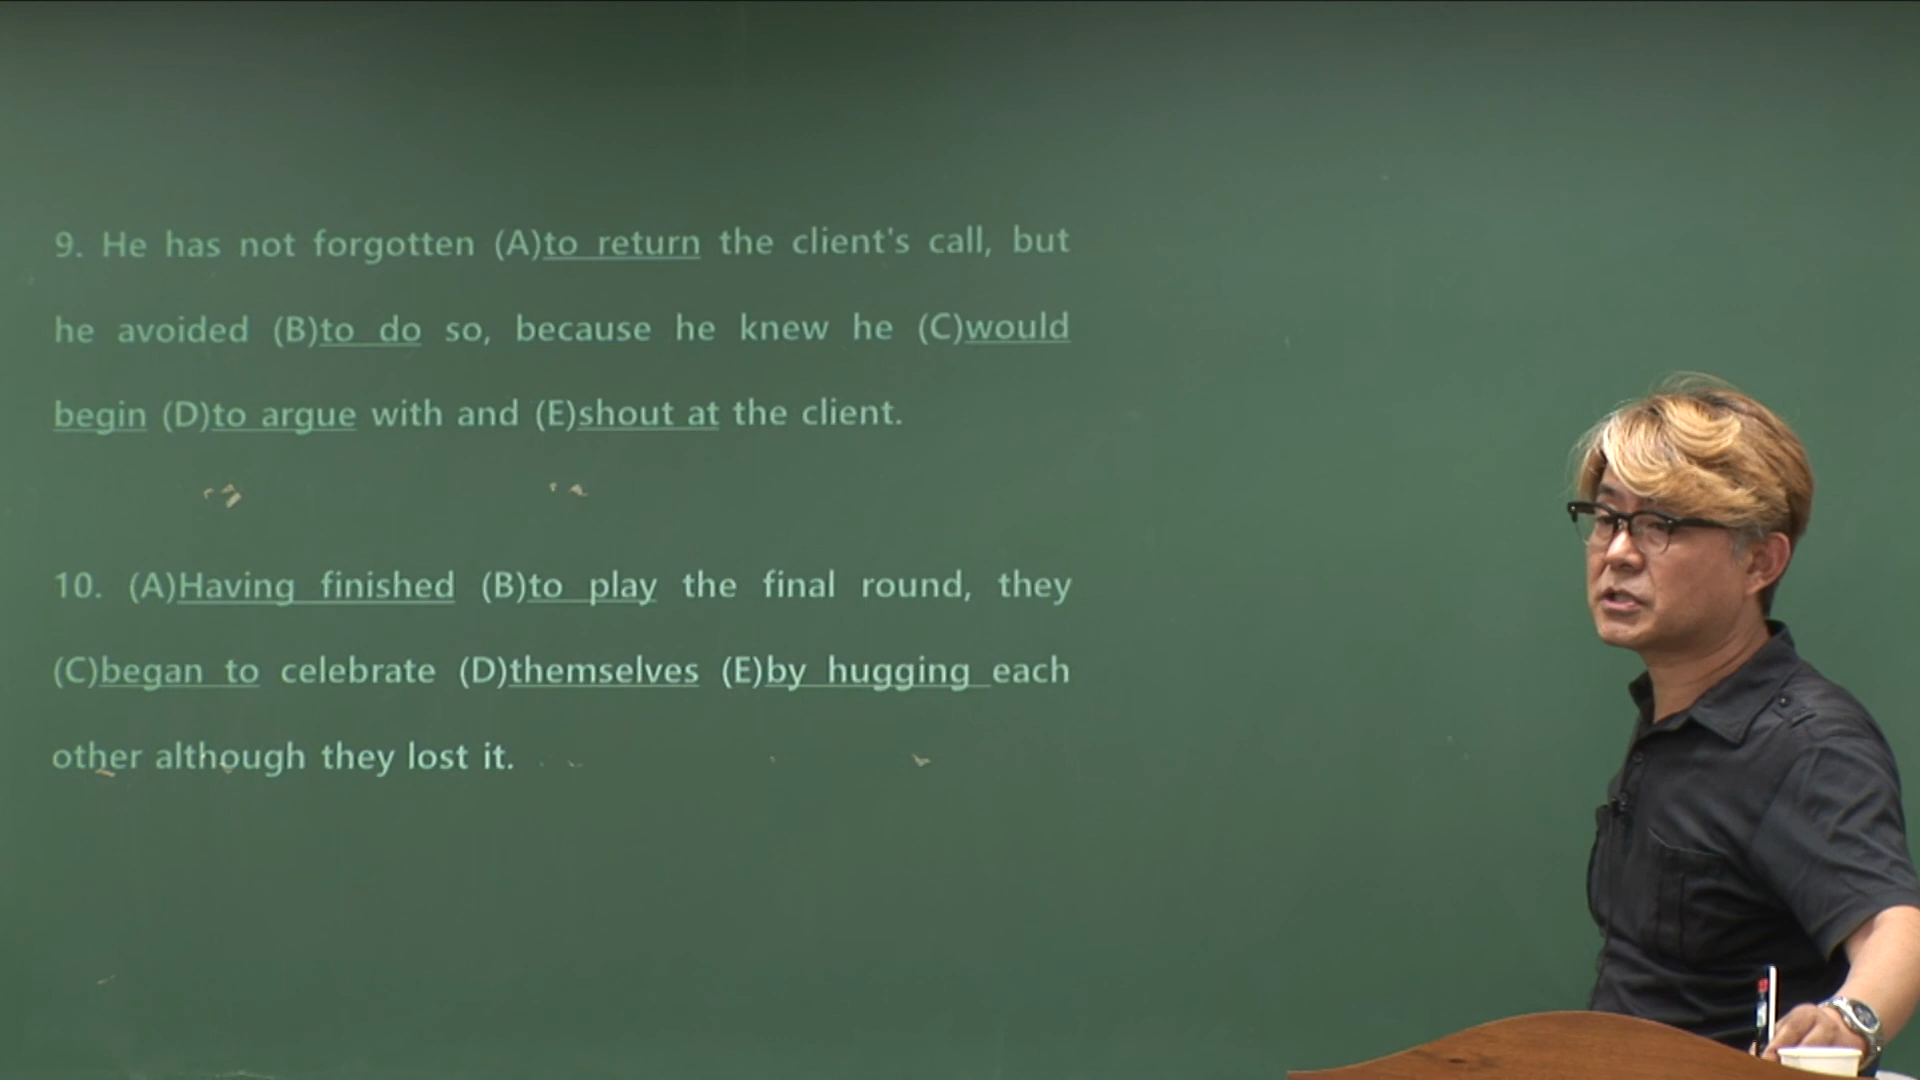 9. He has not forgotten (A)to return the client's call, but
he avoided (B)to do so, because he knew he (C)would
begin (D)to argue with and (E)shout at the client.
10. (A)Having finished (B)to play the final round, they
(C)began to celebrate (D)themselves (E)by hugging each
other although they lost it.